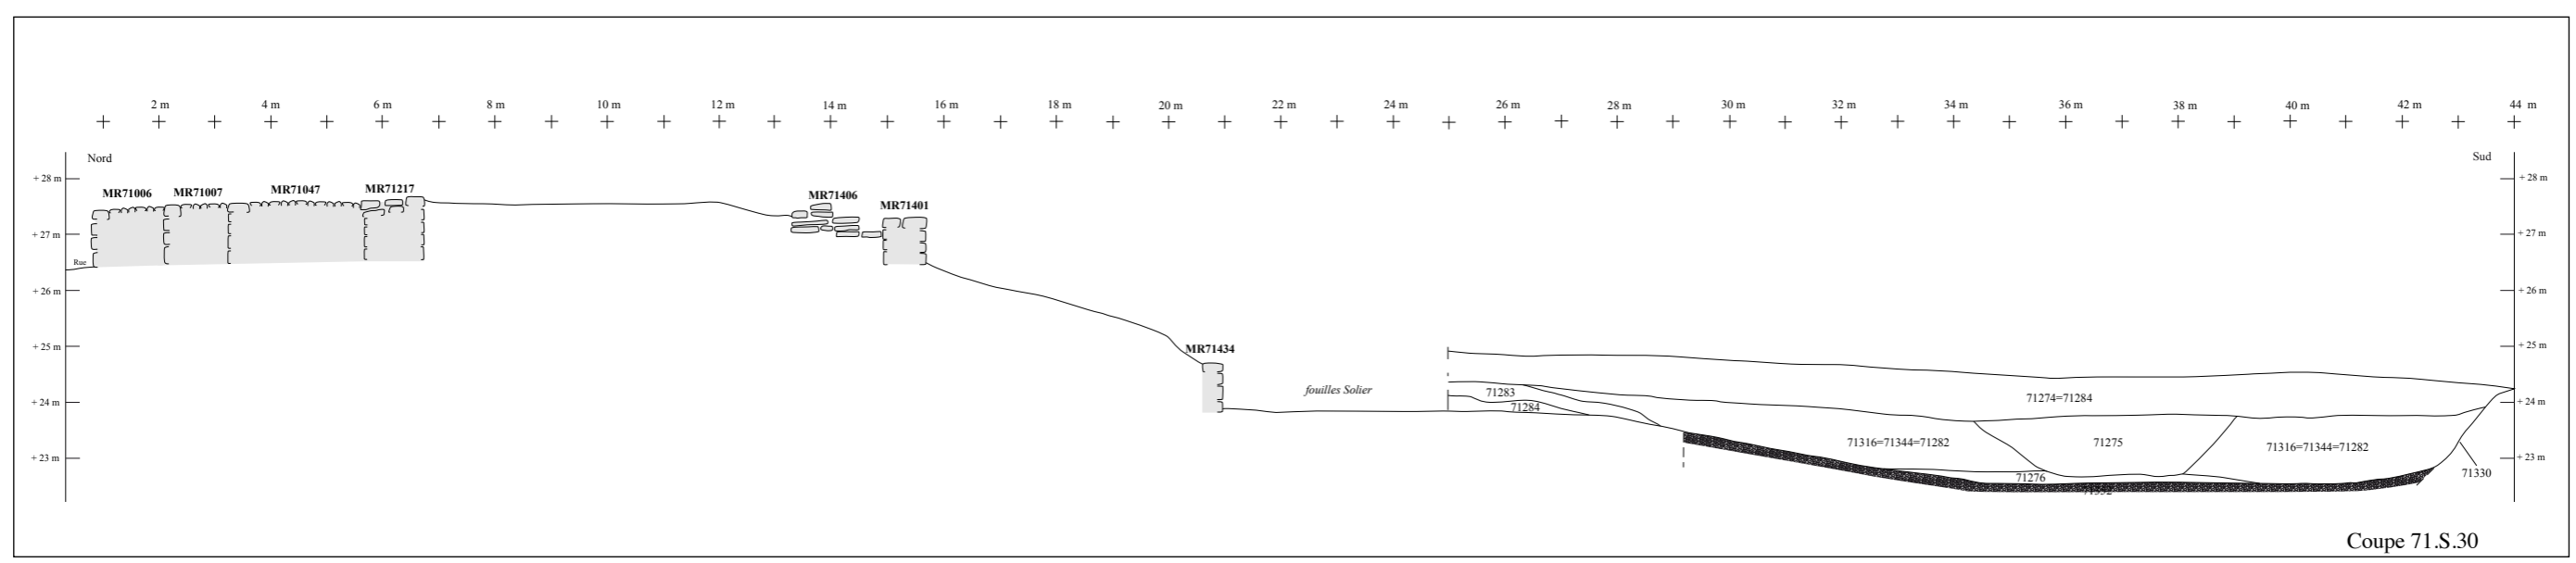 2 m 4 m 6 m 8 m 10 m 12 m 14 m 16 m 18 m 20 m 22 m 24 m 26 m 28 m 30 m 32 m 34 m 36 m 38 m 40 m 42 m 44 m
Nord Sud
+ 28 m + 28 m
MR71006 MR71007 MR71047 MR71217 MR71406
MR71401
+ 27 m + 27 m
Rue
+ 26 m + 26 m
+ 25 m MR71434 + 25 m
fouilles Solier 71283 71274=71284
+ 24 m 71284 + 24 m
71316=71344=71282 71275 71316=71344=71282
+ 23 m + 23 m
71276 71330
71332
Coupe 71.S.30